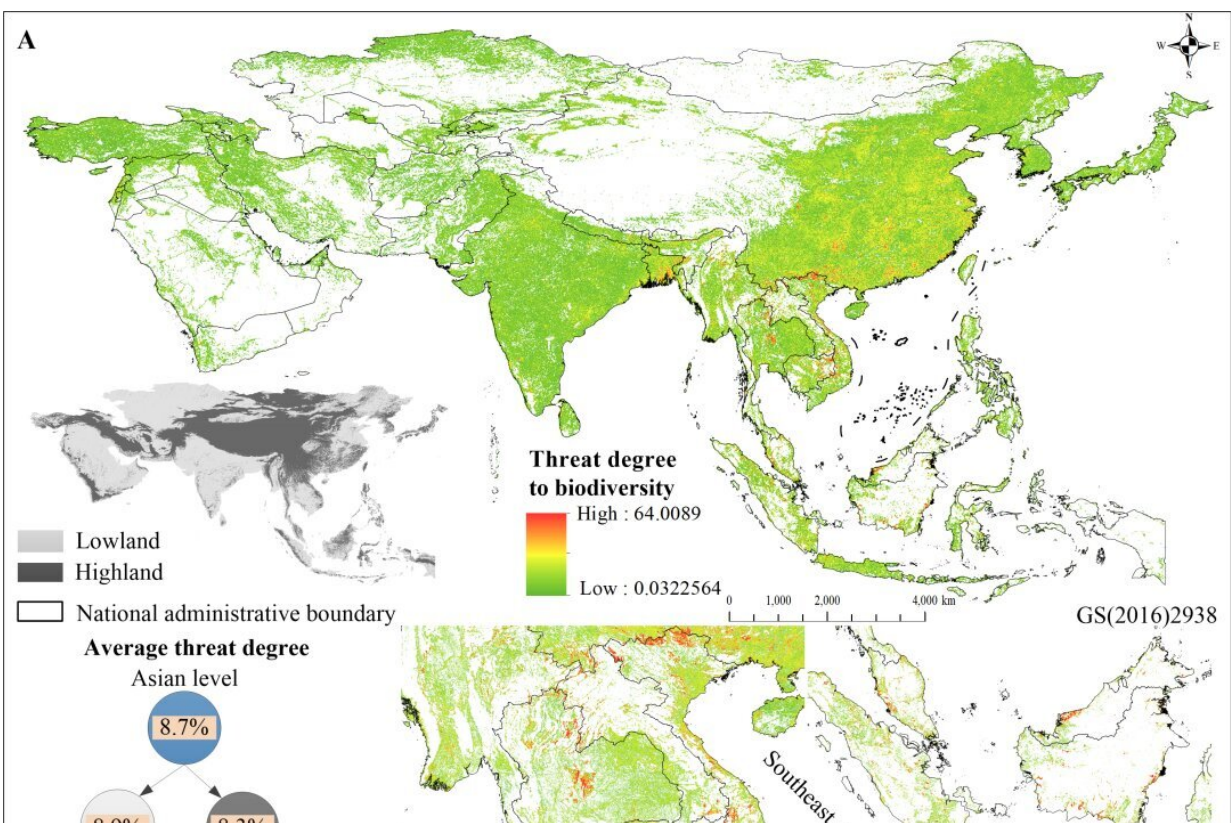 A
N
W E
S
Threat degree
to biodiversity
High : 64.0089
Low : 0.0322564
Lowland
Highland
National administrative boundary
0 1,000 2,000 4,000 km
GS(2016)2938
Average threat degree
Asian level
8.7%
Southeast